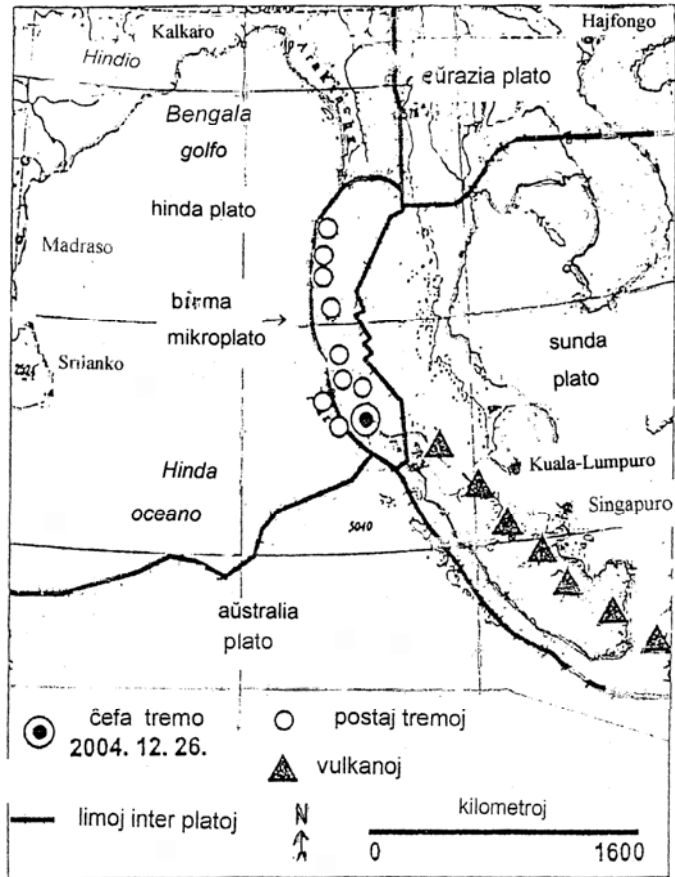 Kalkaro
Hajfongo
Hindio
eŭrazia plato
Bengala
golfo
hinda plato
Madraso
birma
mikroplato
sunda
plato
Srilanko
Kuala-Lumpuro
Hinda
oceano
Singapuro
5010
aŭstralia
plato
ĉefa tremo
2004. 12. 26.
postaj tremoj
vulkanoj
limoj inter platoj
N
kilometroj
0 1600